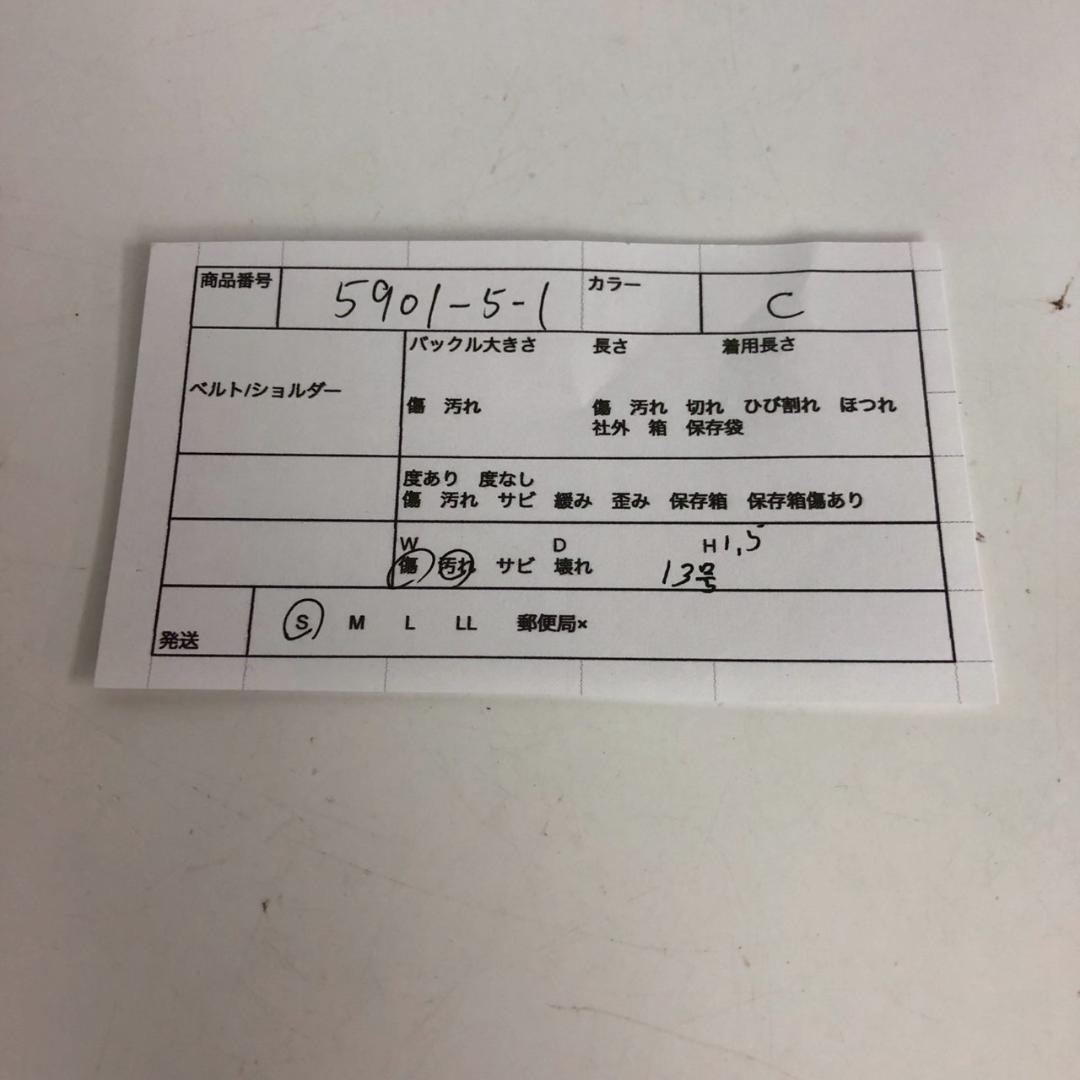 商品番号 5901-5-1 カラー C
バックル大きさ 長さ 着用長さ
ベルト/ショルダー
傷 汚れ 傷 汚れ 切れ ひび割れ ほつれ
社外 箱 保存袋
度あり 度なし
傷 汚れ サビ 緩み 歪み 保存箱 保存箱傷あり
W D H 1,5
傷 汚れ サビ 壊れ 13号
発送 S M L LL 郵便局×